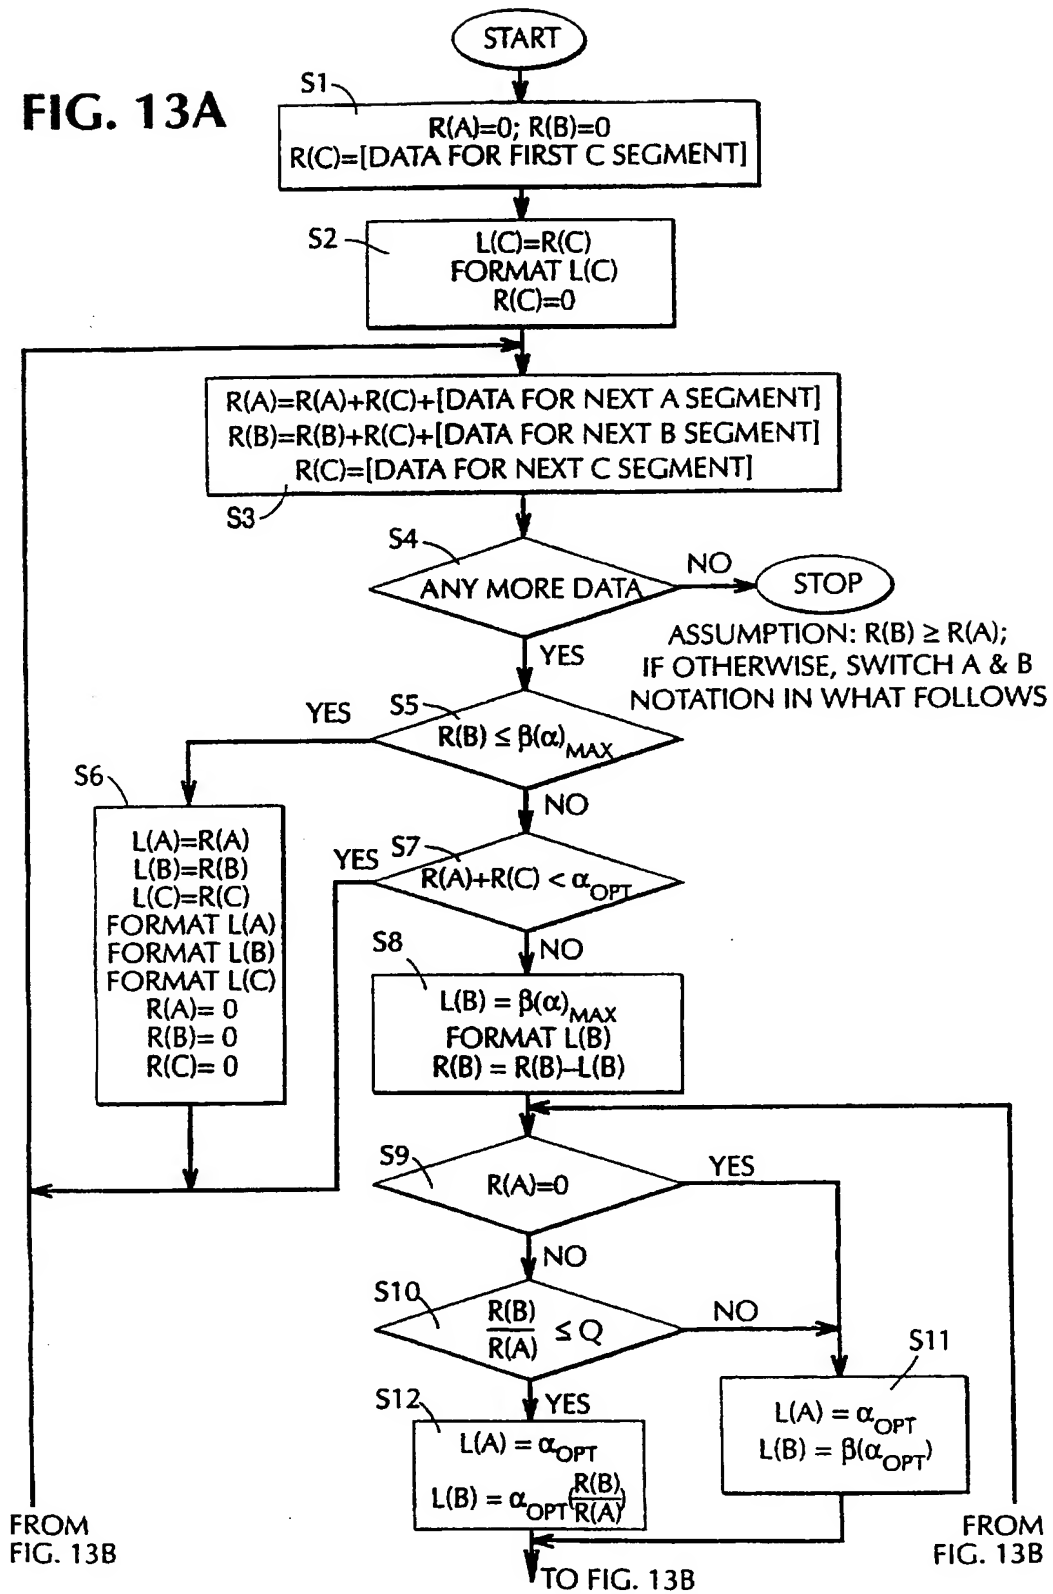 START
FIG. 13A
S1
R(A)=0; R(B)=0
R(C)=[DATA FOR FIRST C SEGMENT]
S2
L(C)=R(C)
FORMAT L(C)
R(C)=0
R(A)=R(A)+R(C)+[DATA FOR NEXT A SEGMENT]
R(B)=R(B)+R(C)+[DATA FOR NEXT B SEGMENT]
R(C)=[DATA FOR NEXT C SEGMENT]
S3
S4
ANY MORE DATA
NO
STOP
YES
ASSUMPTION: R(B) ≥ R(A);
IF OTHERWISE, SWITCH A & B
NOTATION IN WHAT FOLLOWS
S5
R(B) ≤ β(α)MAX
YES
NO
S6
L(A)=R(A)
L(B)=R(B)
L(C)=R(C)
FORMAT L(A)
FORMAT L(B)
FORMAT L(C)
R(A)= 0
R(B)= 0
R(C)= 0
S7
R(A)+R(C) < αOPT
YES
NO
S8
L(B) = β(α)MAX
FORMAT L(B)
R(B) = R(B)–L(B)
S9
R(A)=0
YES
NO
S10
R(B)
R(A) ≤ Q
NO
YES
S11
L(A) = αOPT
L(B) = β(αOPT)
S12
L(A) = αOPT
L(B) = αOPT(R(B)/R(A))
FROM
FIG. 13B
TO FIG. 13B
FROM
FIG. 13B